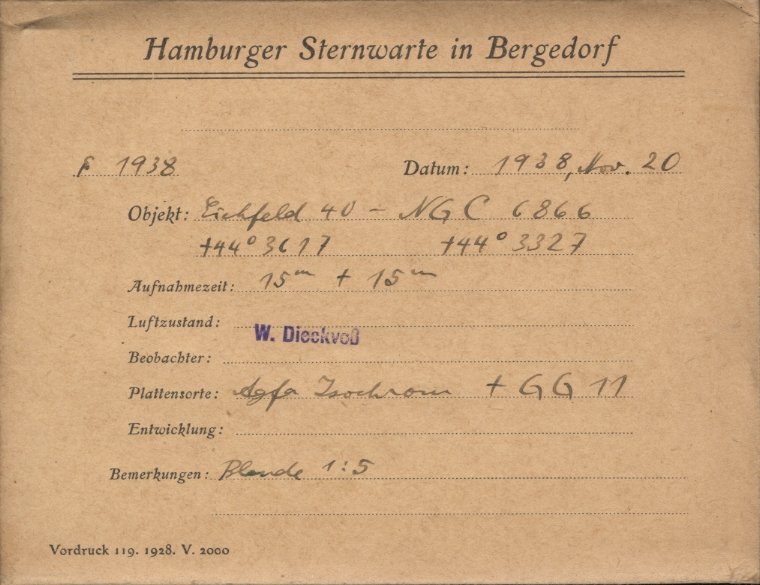 Hamburger Sternwarte in Bergedorf
F 1938 Datum: 1938, Nov. 20
Objekt: Eichfeld 40 – NGC 6866
+44° 3617 +44° 3327
Aufnahmezeit: 15m + 15m
Luftzustand:
W. Dieckvoß
Beobachter:
Plattensorte: Agfa Isochrom + GG 11
Entwicklung:
Bemerkungen: Blende 1:5
Vordruck 119. 1928. V. 2000